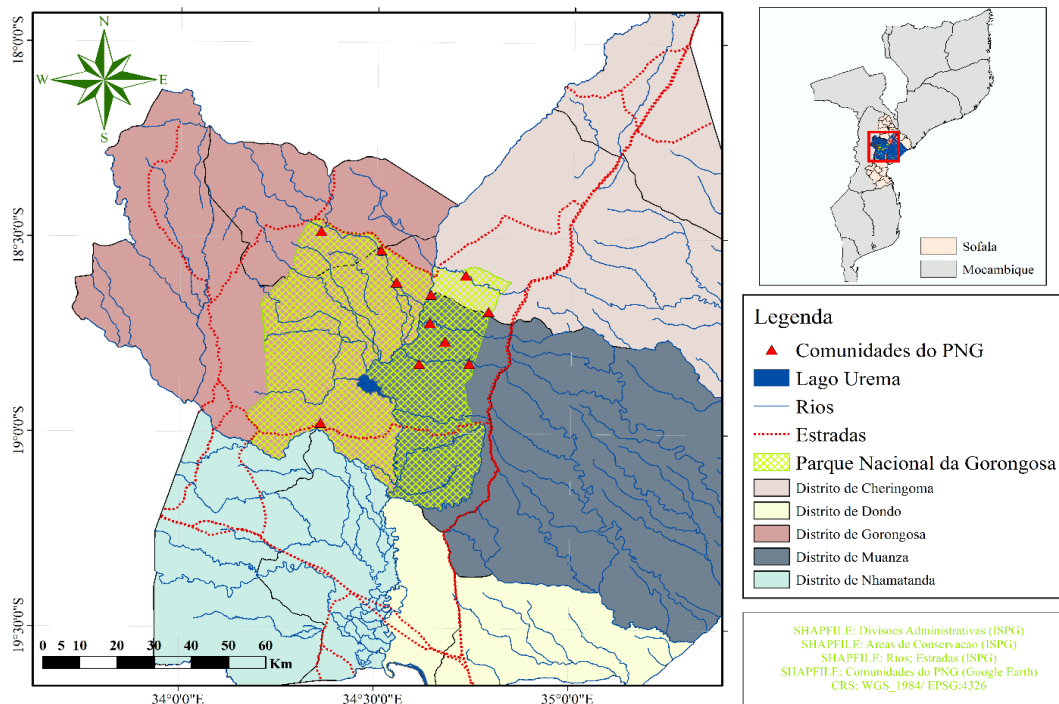 N
W
E
S
18°0'0"S
18°30'0"S
19°0'0"S
19°30'0"S
34°0'0"E
34°30'0"E
35°0'0"E
0 5 10 20 30 40 50 60
Km
Sofala
Mocambique
Legenda
Comunidades do PNG
Lago Urema
Rios
Estradas
Parque Nacional da Gorongosa
Distrito de Cheringoma
Distrito de Dondo
Distrito de Gorongosa
Distrito de Muanza
Distrito de Nhamatanda
SHAPFILE: Divisoes Administrativas (ISPG)
SHAPFILE: Areas de Conservacao (ISPG)
SHAPFILE: Rios; Estradas (ISPG)
SHAPFILE: Comunidades do PNG (Google Earth)
CRS: WGS_1984/ EPSG:4326